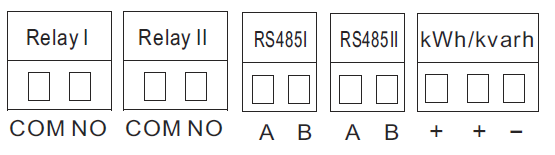 Relay I Relay II RS485I RS485II kWh/kvarh
COM NO COM NO A B A B + + −